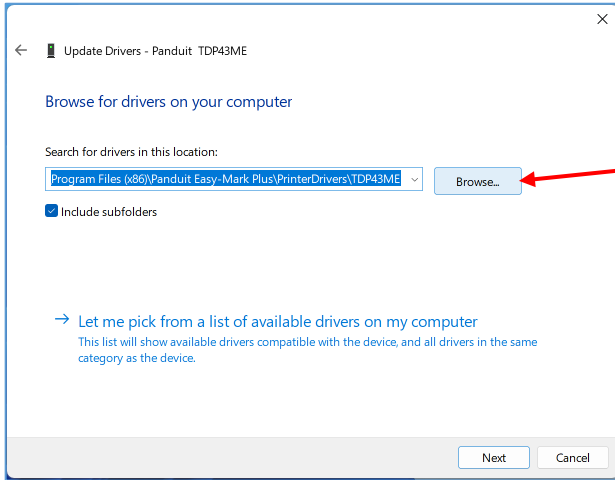 Update Drivers - Panduit TDP43ME
Browse for drivers on your computer
Search for drivers in this location:
Program Files (x86)\Panduit Easy-Mark Plus\PrinterDrivers\TDP43ME
Browse...
Include subfolders
Let me pick from a list of available drivers on my computer
This list will show available drivers compatible with the device, and all drivers in the same
category as the device.
Next
Cancel